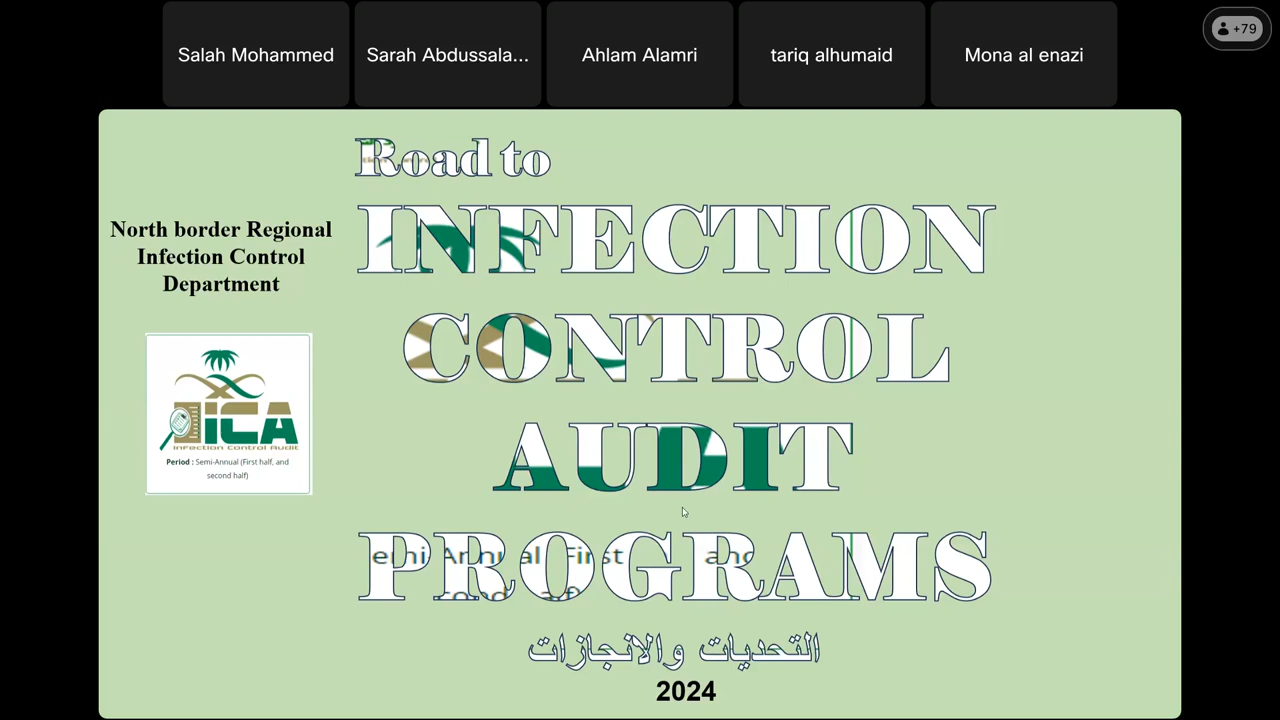 Salah Mohammed
Sarah Abdussala...
Ahlam Alamri
tariq alhumaid
Mona al enazi
+79
Road to
INFECTION
CONTROL
AUDIT
PROGRAMS
التحديات والانجازات
2024
North border Regional
Infection Control
Department
ICA
Infection Control Audit
Period : Semi-Annual (First half, and
second half)